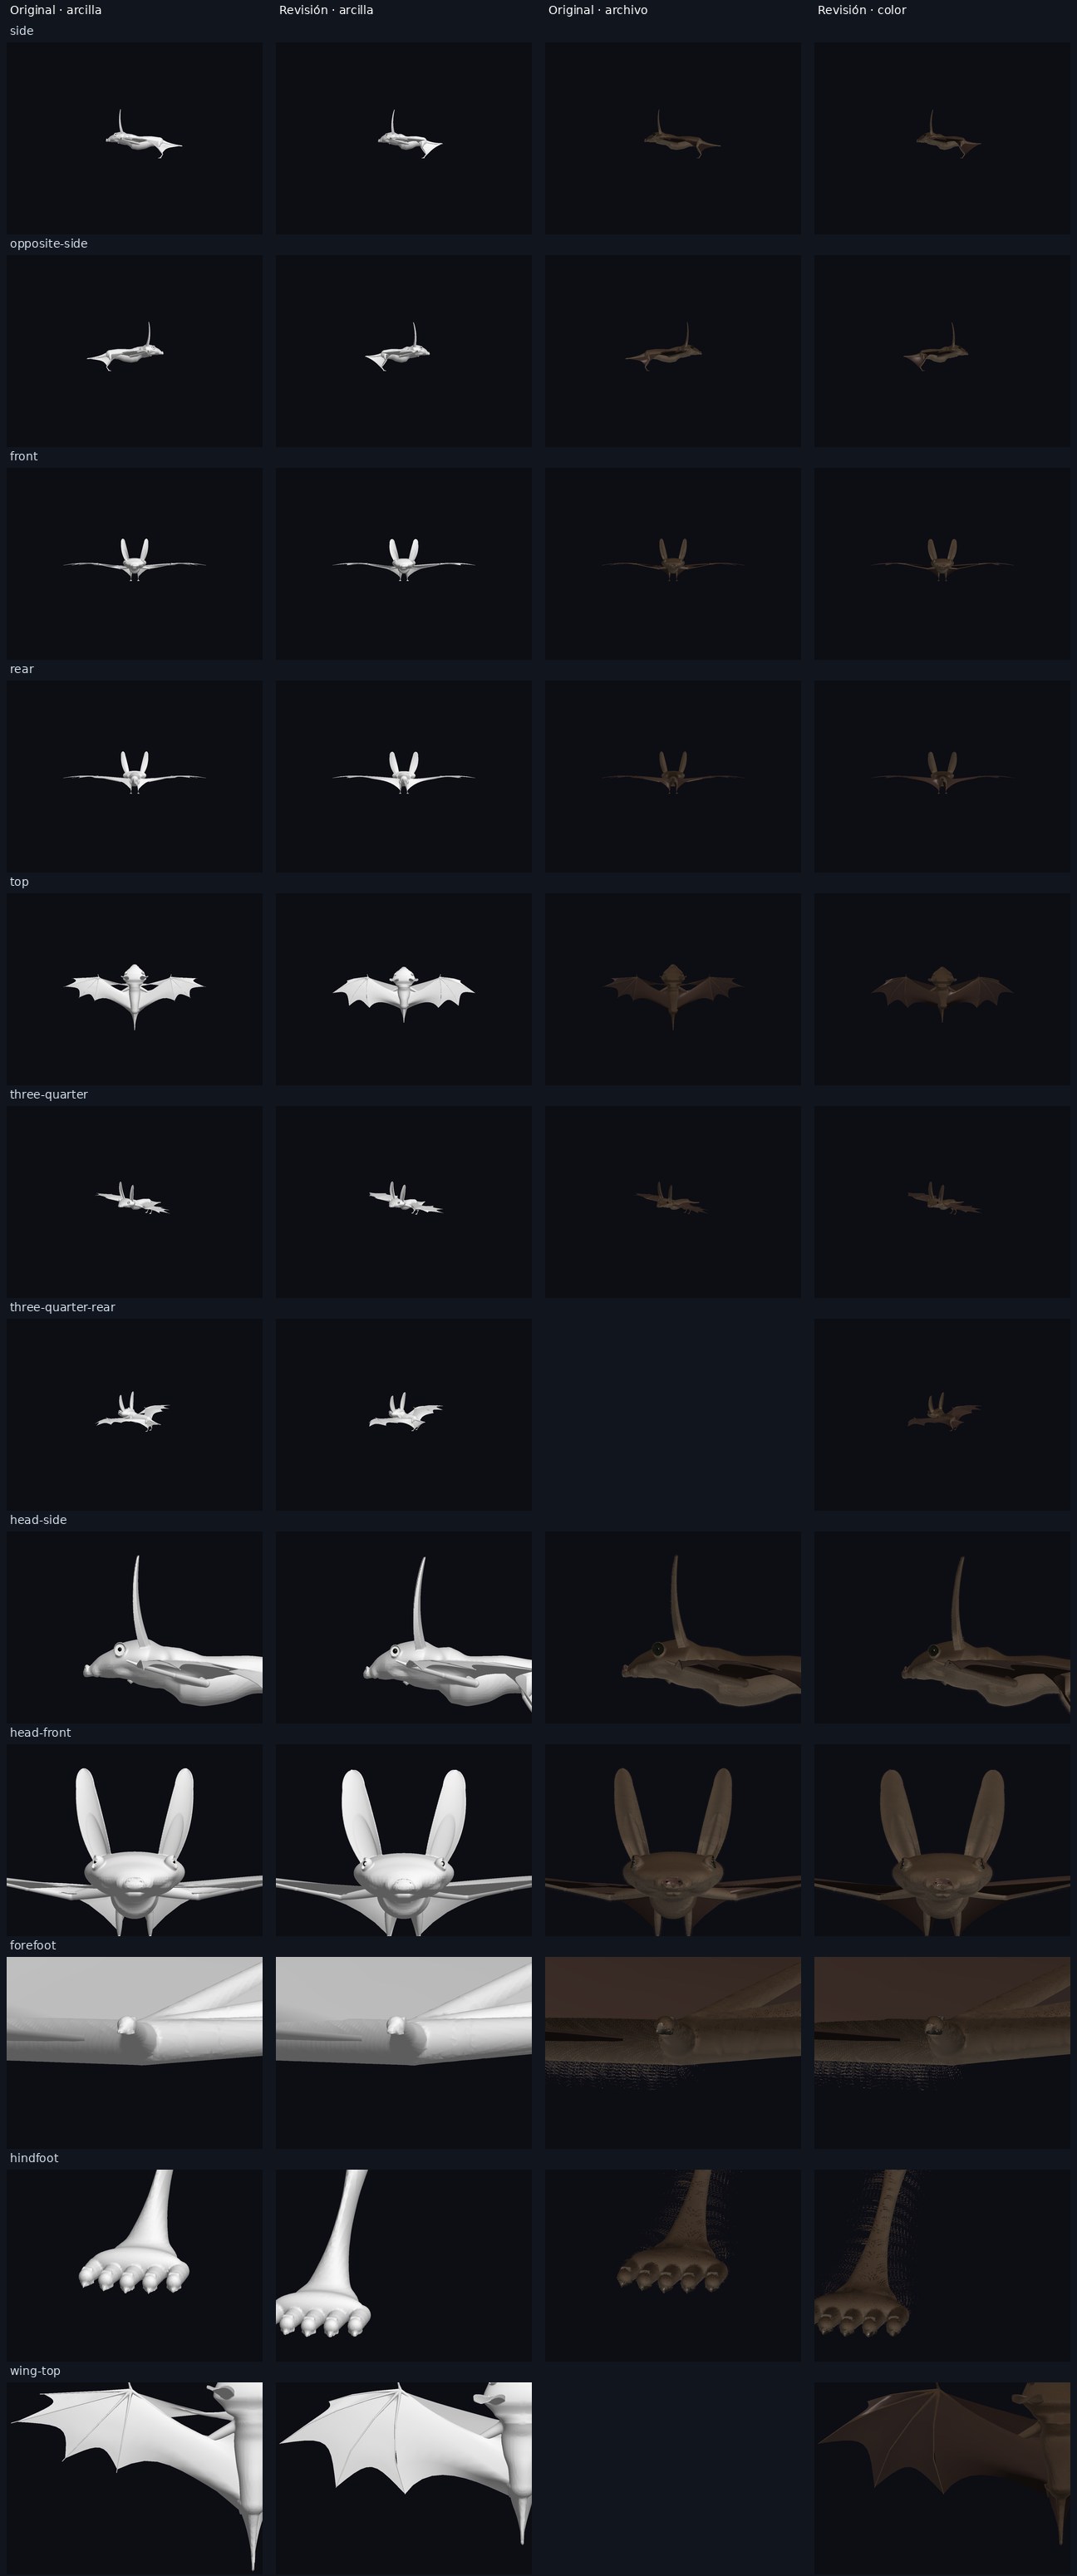 Original · arcilla Revisión · arcilla Original · archivo Revisión · color
side
opposite-side
front
rear
top
three-quarter
three-quarter-rear
head-side
head-front
forefoot
hindfoot
wing-top